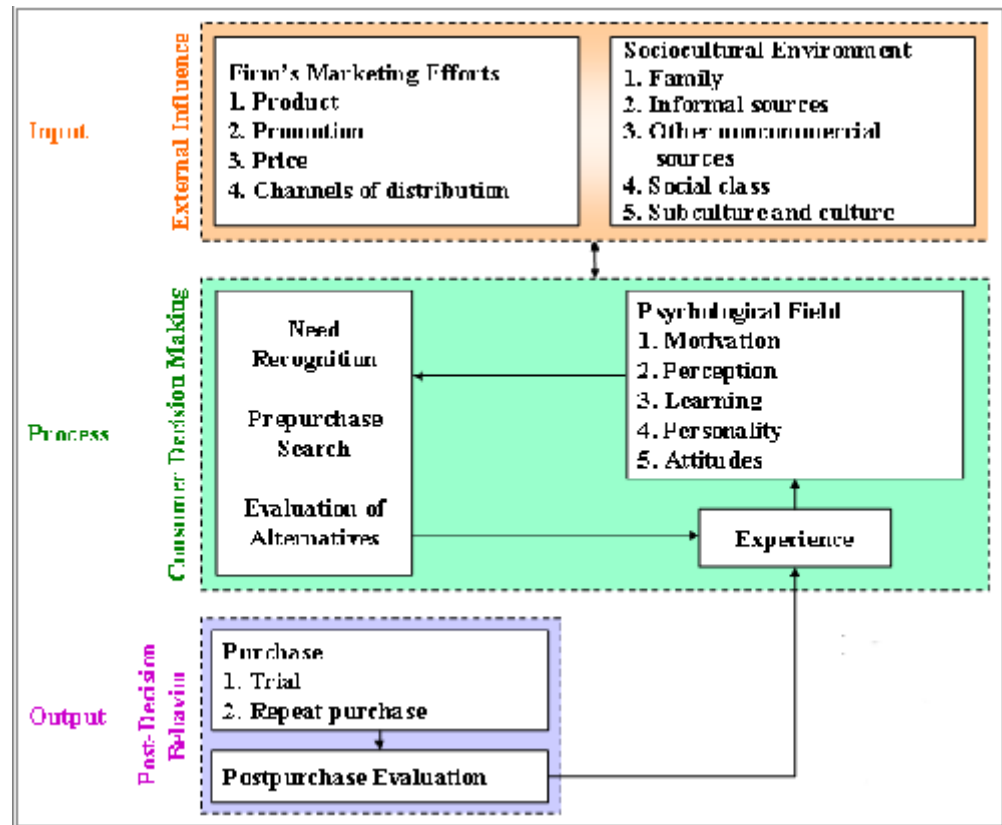 Input
External Influence
Firm's Marketing Efforts
1. Product
2. Promotion
3. Price
4. Channels of distribution
Sociocultural Environment
1. Family
2. Informal sources
3. Other noncommercial
sources
4. Social class
5. Subculture and culture
Process
Consumer Decision Making
Need
Recognition
Prepurchase
Search
Evaluation of
Alternatives
Psychological Field
1. Motivation
2. Perception
3. Learning
4. Personality
5. Attitudes
Experience
Output
Post-Decision
Behavior
Purchase
1. Trial
2. Repeat purchase
Postpurchase Evaluation